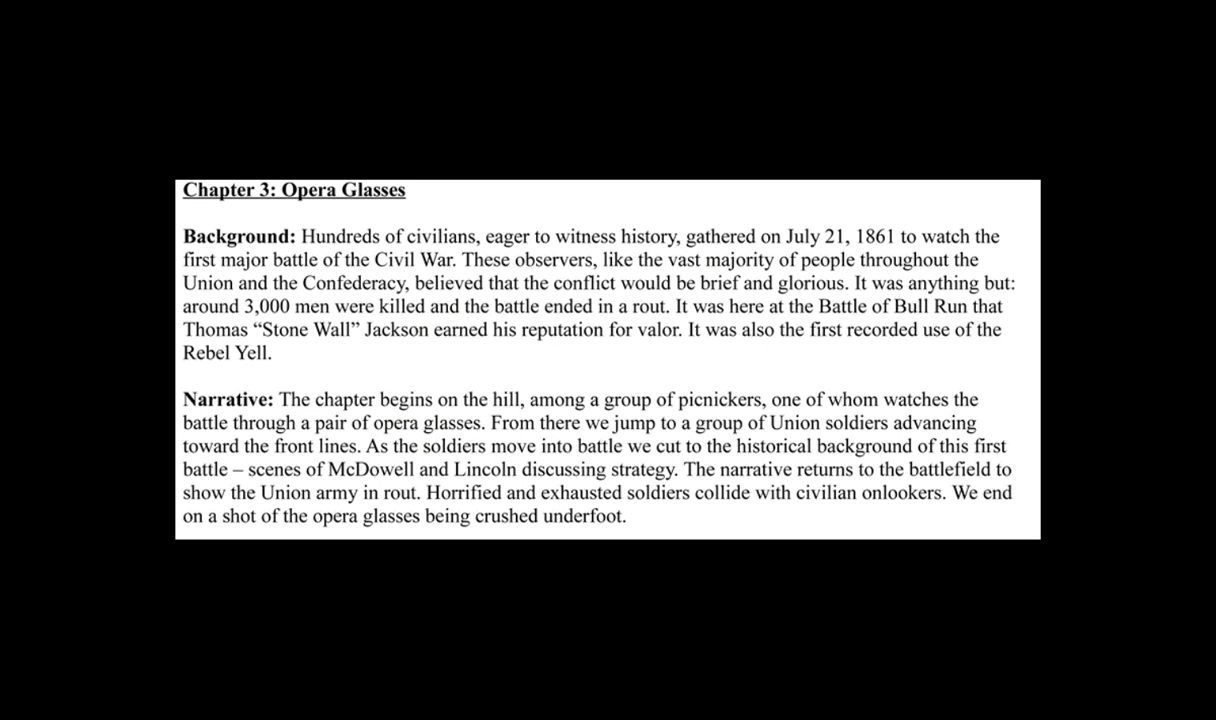 Chapter 3: Opera Glasses
Background: Hundreds of civilians, eager to witness history, gathered on July 21, 1861 to watch the
first major battle of the Civil War. These observers, like the vast majority of people throughout the
Union and the Confederacy, believed that the conflict would be brief and glorious. It was anything but:
around 3,000 men were killed and the battle ended in a rout. It was here at the Battle of Bull Run that
Thomas “Stone Wall” Jackson earned his reputation for valor. It was also the first recorded use of the
Rebel Yell.
Narrative: The chapter begins on the hill, among a group of picnickers, one of whom watches the
battle through a pair of opera glasses. From there we jump to a group of Union soldiers advancing
toward the front lines. As the soldiers move into battle we cut to the historical background of this first
battle – scenes of McDowell and Lincoln discussing strategy. The narrative returns to the battlefield to
show the Union army in rout. Horrified and exhausted soldiers collide with civilian onlookers. We end
on a shot of the opera glasses being crushed underfoot.